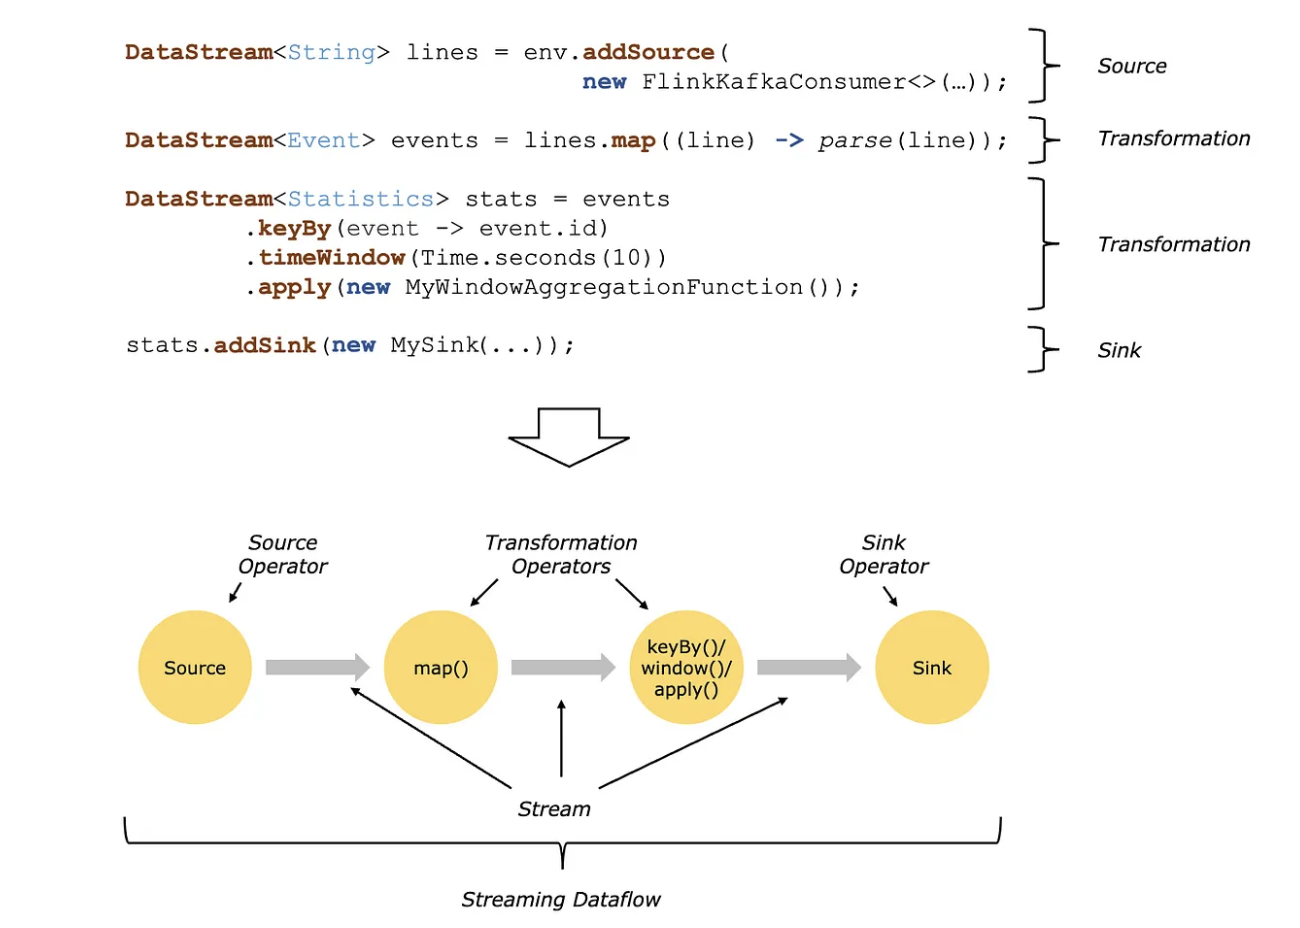 DataStream<String> lines = env.addSource(
new FlinkKafkaConsumer<>(…));
Source
DataStream<Event> events = lines.map((line) -> parse(line));
Transformation
DataStream<Statistics> stats = events
.keyBy(event -> event.id)
.timeWindow(Time.seconds(10))
.apply(new MyWindowAggregationFunction());
Transformation
stats.addSink(new MySink(...));
Sink
Source
Operator
Transformation
Operators
Sink
Operator
Source
map()
keyBy()/
window()/
apply()
Sink
Stream
Streaming Dataflow